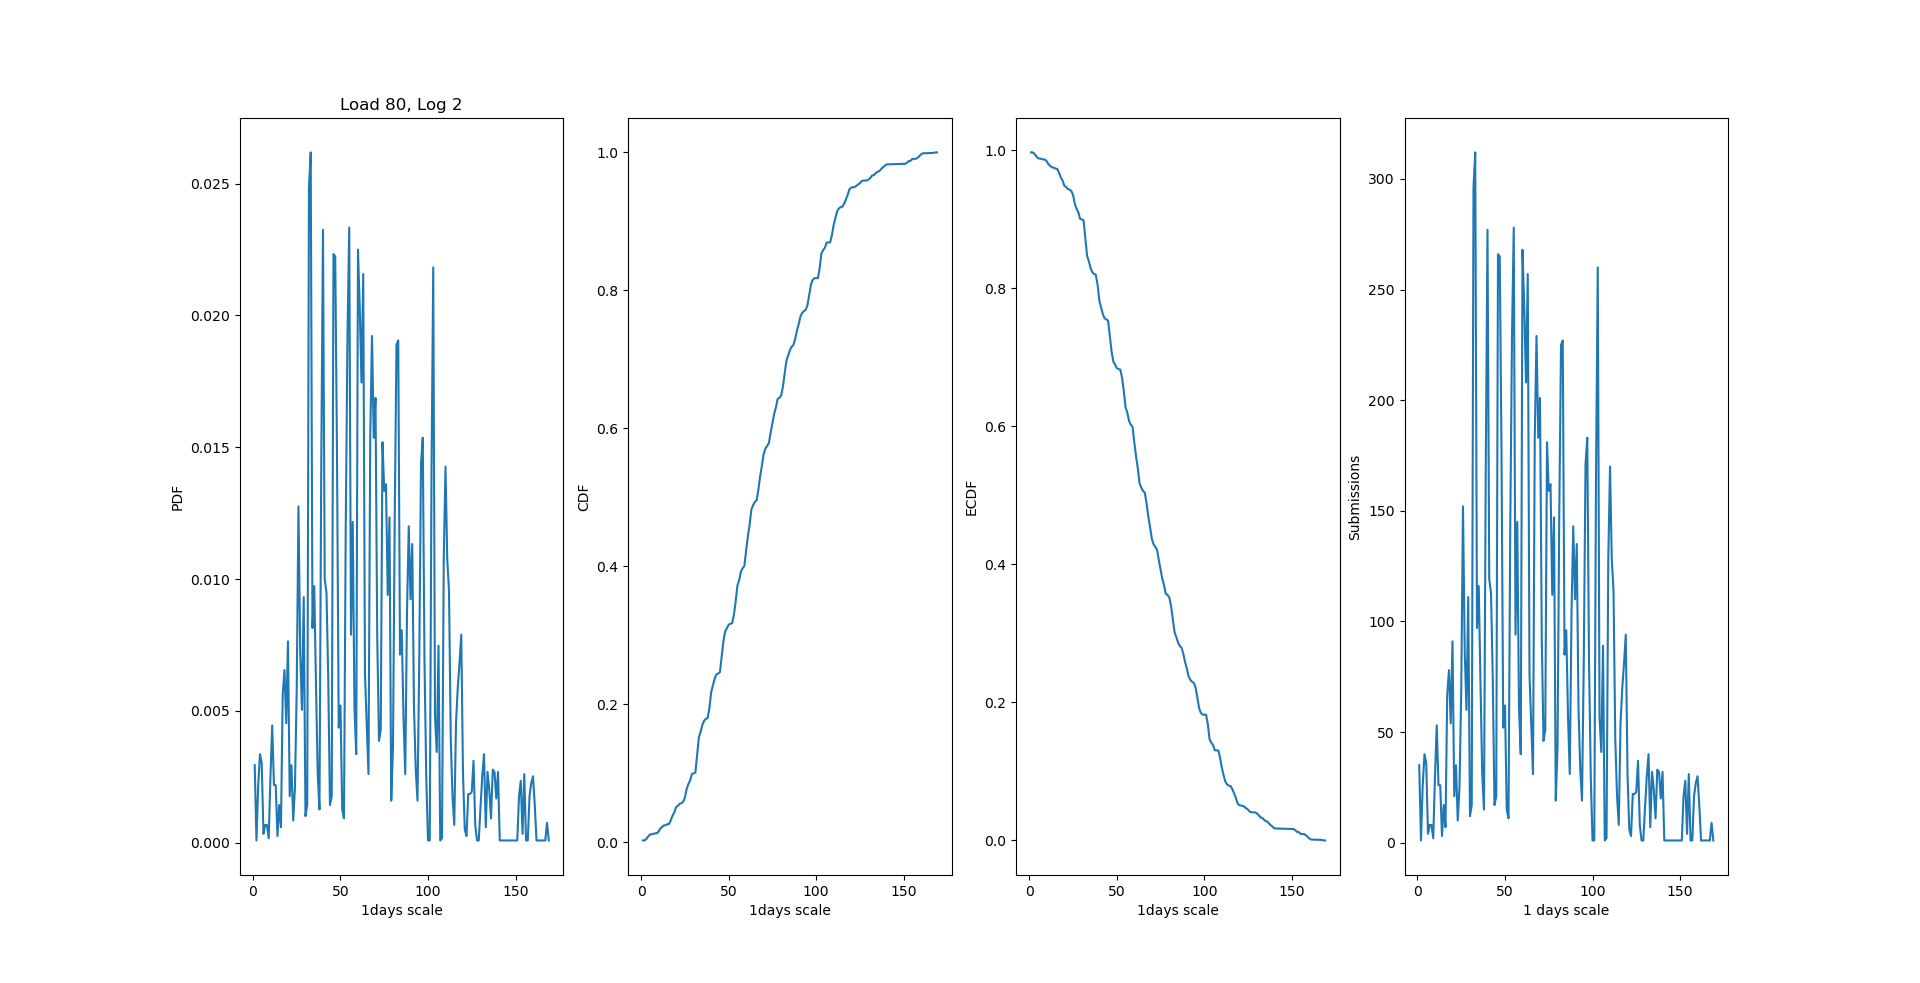 Load 80, Log 2
PDF
0.025
0.020
0.015
0.010
0.005
0.000
0 50 100 150
1days scale
CDF
1.0
0.8
0.6
0.4
0.2
0.0
0 50 100 150
1days scale
ECDF
1.0
0.8
0.6
0.4
0.2
0.0
0 50 100 150
1days scale
Submissions
300
250
200
150
100
50
0
0 50 100 150
1 days scale